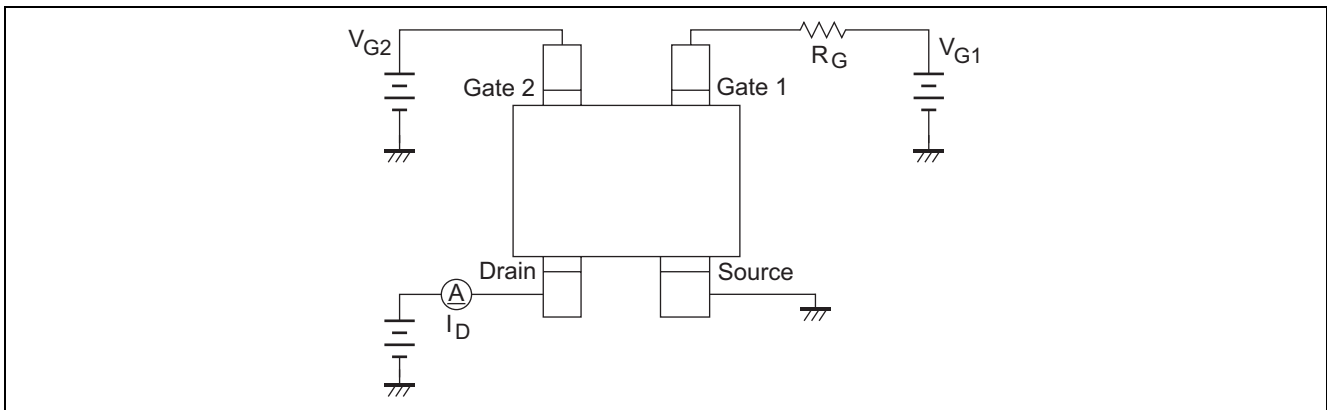 VG2
RG
VG1
Gate 2
Gate 1
Drain
Source
A
ID